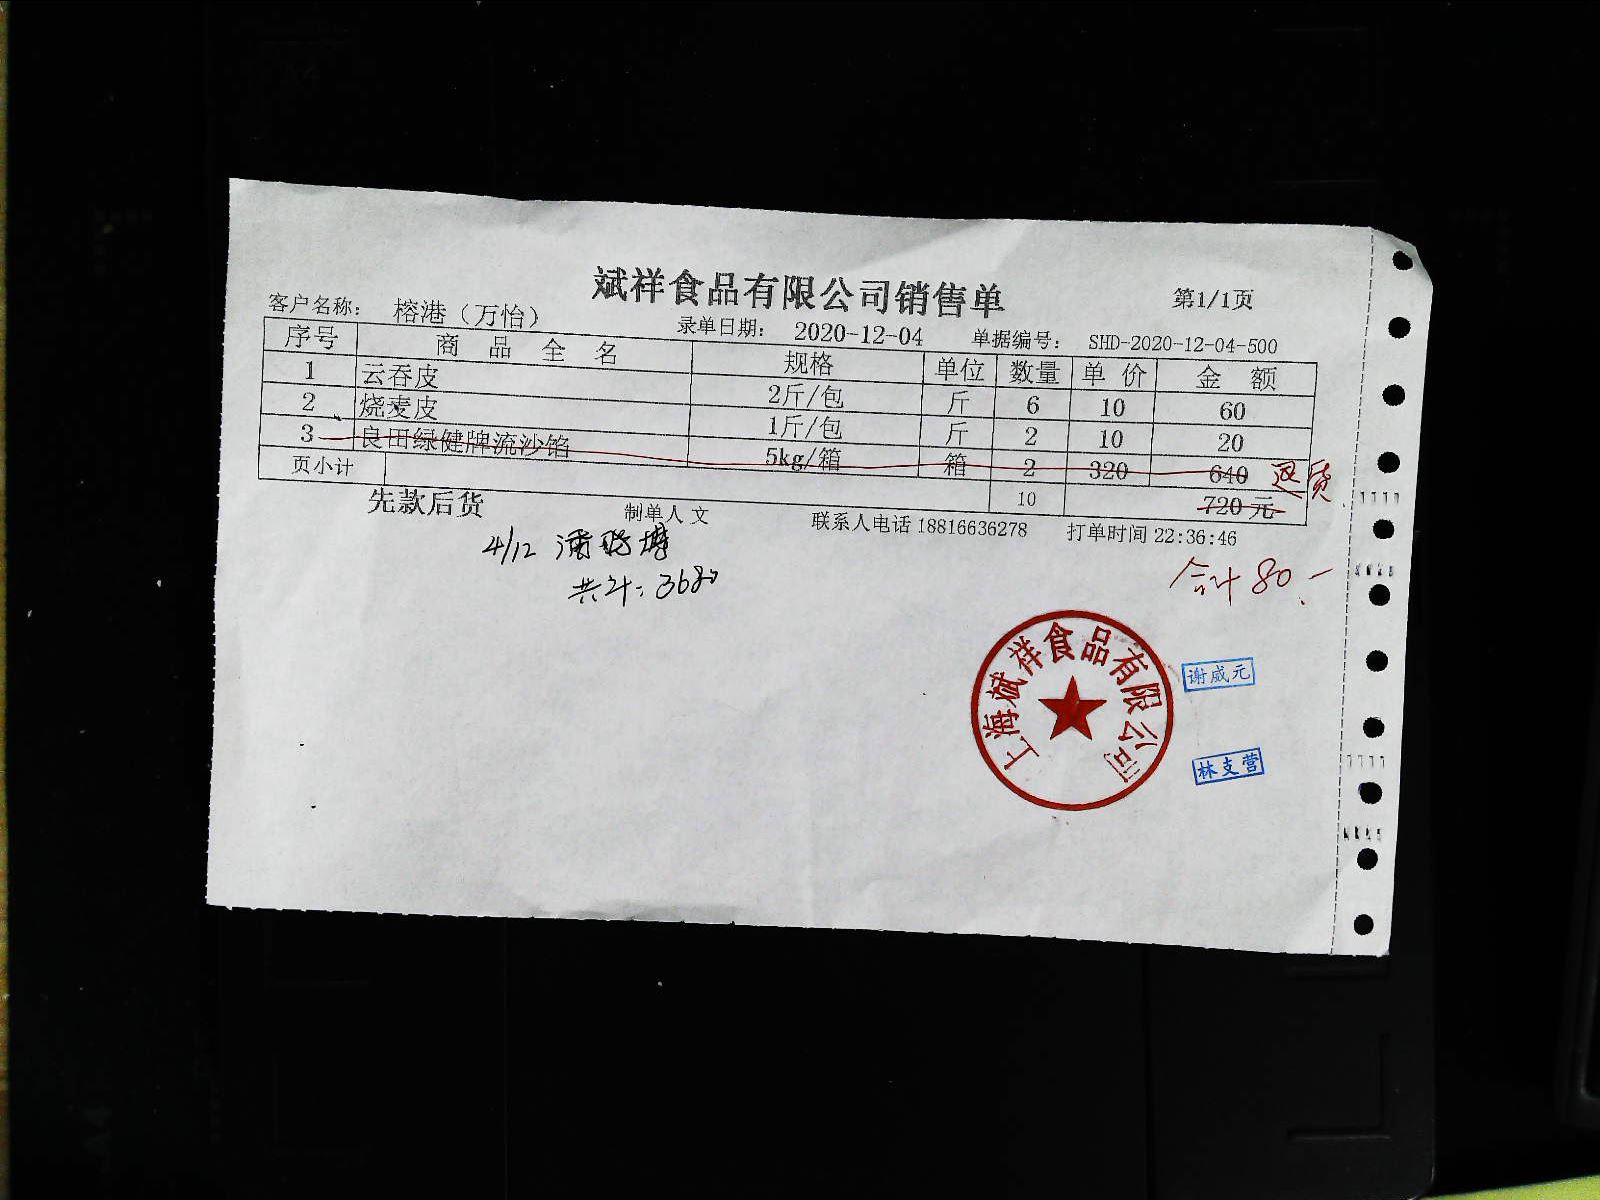 斌祥食品有限公司销售单
第1/1页
客户名称： 榕港（万怡） 录单日期： 2020-12-04 单据编号： SHD-2020-12-04-500
序号 商品全名 规格 单位 数量 单价 金额
1 云吞皮 2斤/包 斤 6 10 60
2 烧麦皮 1斤/包 斤 2 10 20
3 良田绿健牌流沙馅 5kg/箱 箱 2 320 640 退货
页小计 10 720元
先款后货 制单人 文 联系人电话 18816636278 打单时间 22:36:46
4/12
共计: 合计 80.-
上海斌祥食品有限公司
谢威元
林支营